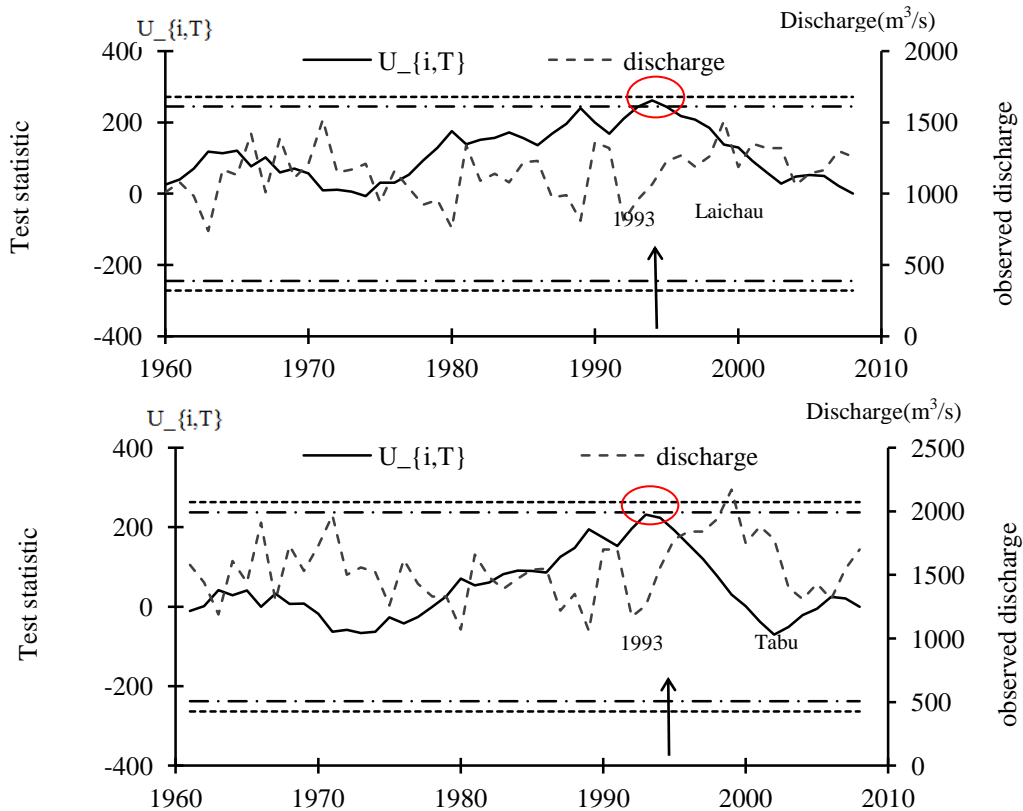 U_{i,T} Discharge(m³/s)
U_{i,T} discharge
400 2000
200 1500
0 1000
-200 500
-400 0
Test statistic
observed discharge
1993 Laichau
1960 1970 1980 1990 2000 2010
U_{i,T} Discharge(m³/s)
U_{i,T} discharge
400 2500
200 2000
0 1500
-200 1000
-400 500
0
Test statistic
observed discharge
1993 Tabu
1960 1970 1980 1990 2000 2010